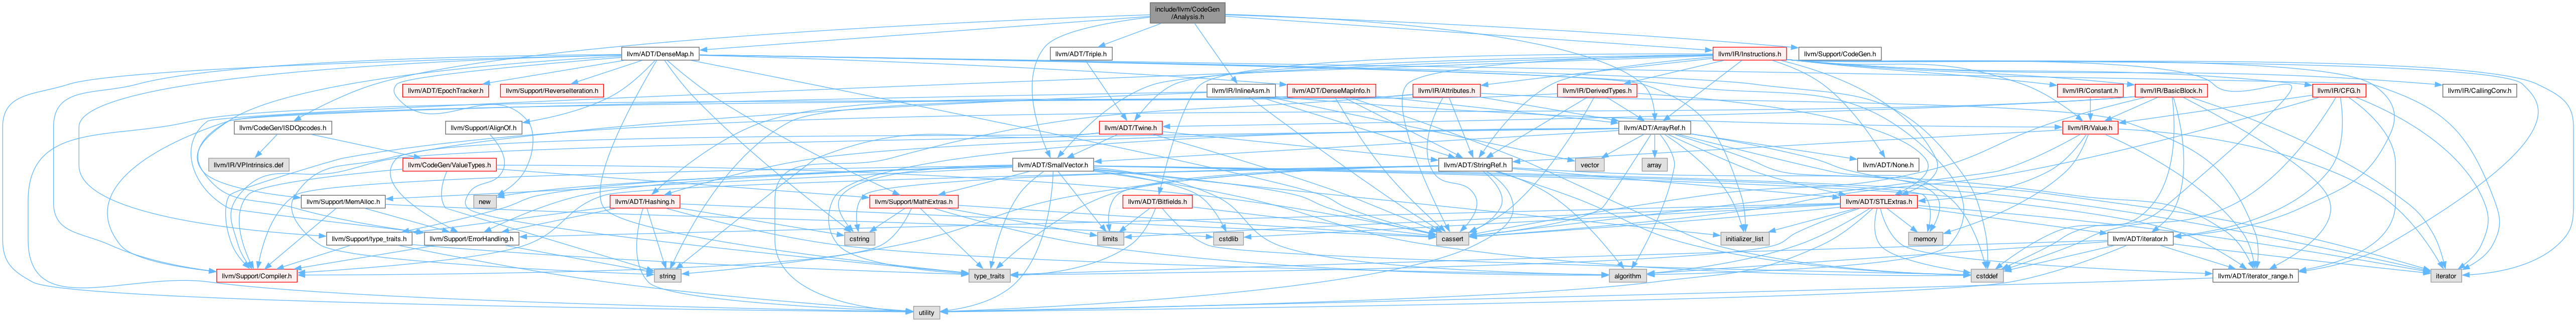 include/llvm/CodeGen
/Analysis.h
llvm/ADT/DenseMap.h
llvm/ADT/Triple.h
llvm/IR/Instructions.h
llvm/Support/CodeGen.h
llvm/ADT/EpochTracker.h
llvm/Support/ReverseIteration.h
llvm/IR/InlineAsm.h
llvm/ADT/DenseMapInfo.h
llvm/IR/Attributes.h
llvm/IR/DerivedTypes.h
llvm/IR/Constant.h
llvm/IR/BasicBlock.h
llvm/IR/CFG.h
llvm/IR/CallingConv.h
llvm/CodeGen/ISDOpcodes.h
llvm/Support/AlignOf.h
llvm/ADT/Twine.h
llvm/ADT/ArrayRef.h
llvm/IR/Value.h
llvm/IR/VPIntrinsics.def
llvm/CodeGen/ValueTypes.h
llvm/ADT/SmallVector.h
llvm/ADT/StringRef.h
vector
array
llvm/ADT/None.h
llvm/Support/MemAlloc.h
new
llvm/ADT/Hashing.h
llvm/Support/MathExtras.h
llvm/ADT/Bitfields.h
llvm/ADT/STLExtras.h
llvm/Support/type_traits.h
llvm/Support/ErrorHandling.h
cstring
limits
cstdlib
cassert
initializer_list
memory
llvm/ADT/iterator.h
llvm/Support/Compiler.h
string
type_traits
algorithm
cstddef
llvm/ADT/iterator_range.h
iterator
utility